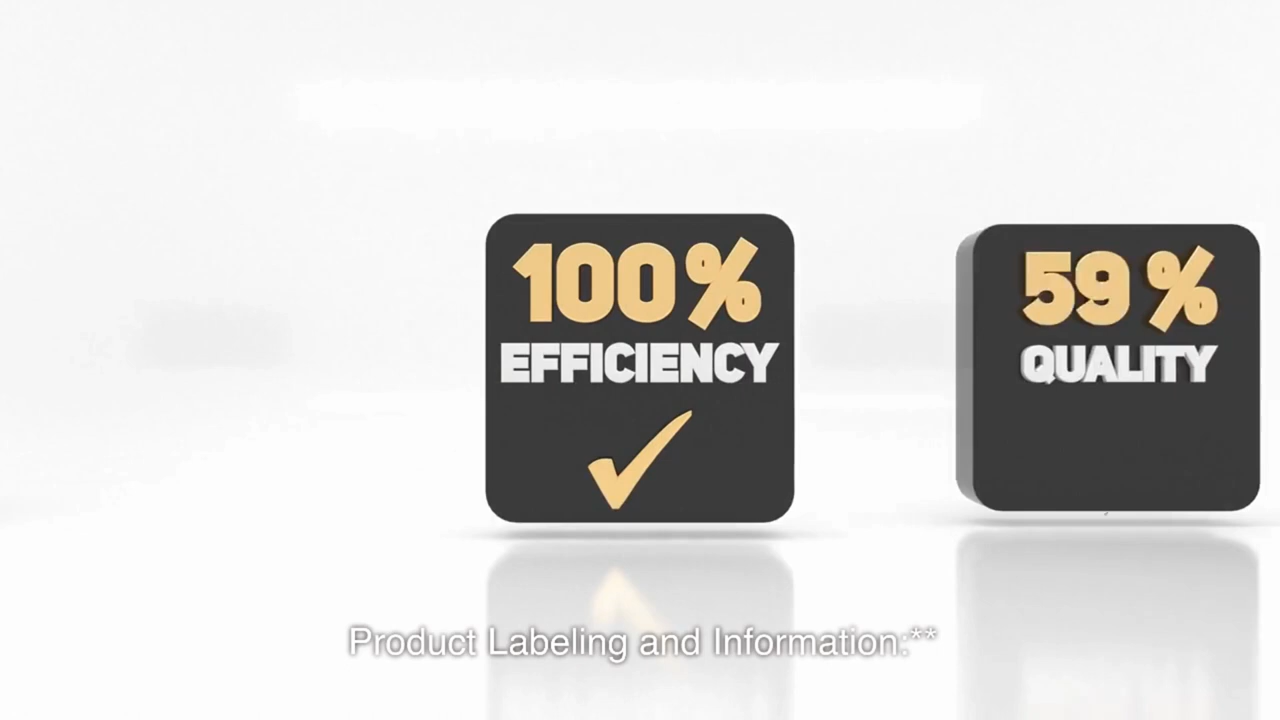 100%
EFFICIENCY
59 %
QUALITY
Product Labeling and Information:**